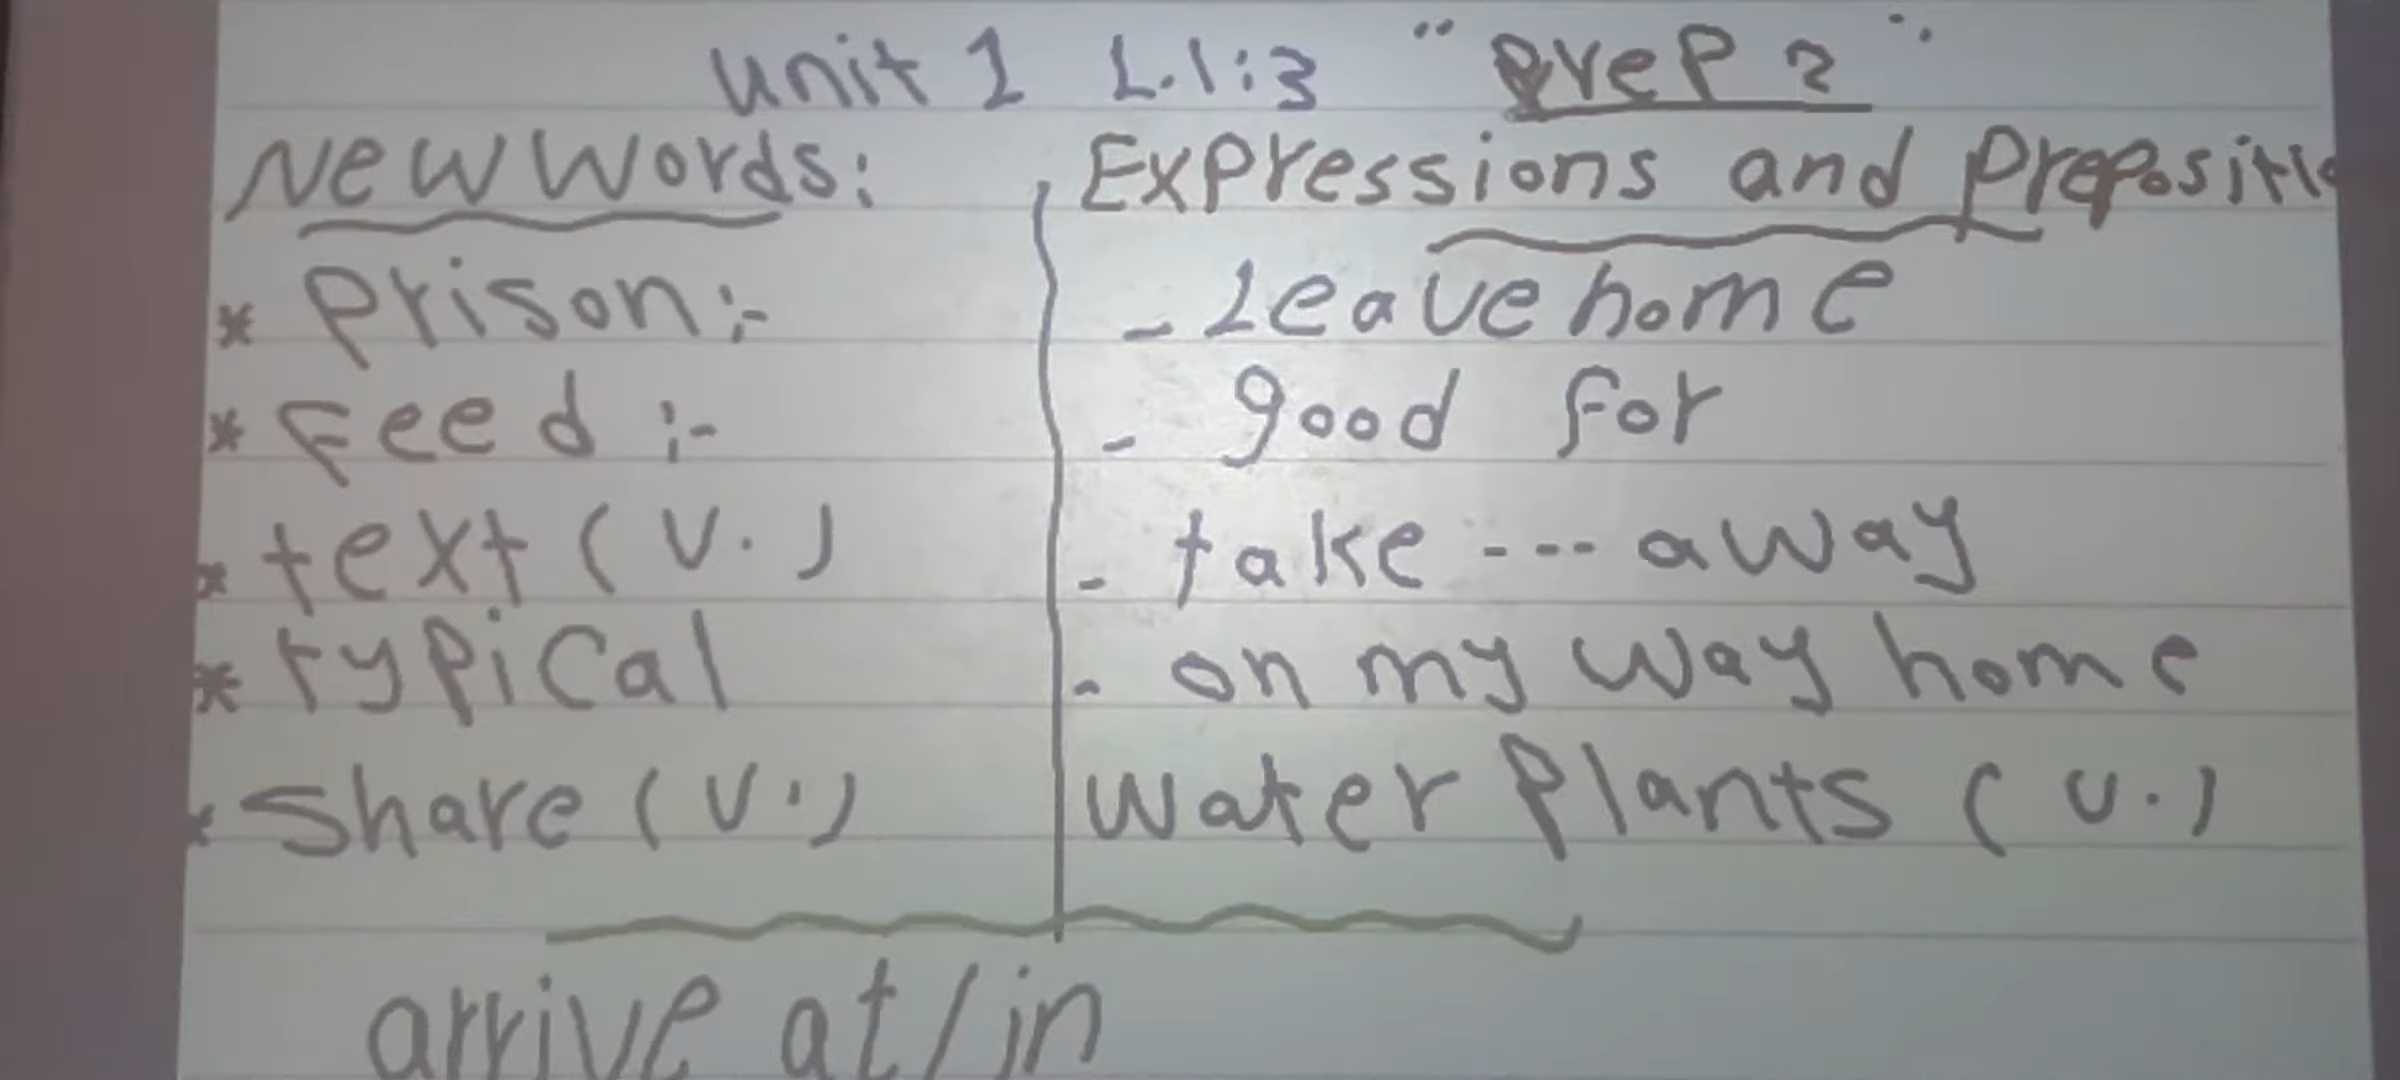 unit 1 L.1:3 "Prep 2"
New Words:
* Prison:-
* Feed :-
* text (v.)
* typical
* Share (v.)
Expressions and Prepositio
- Leave home
- good for
- take --- away
- on my way home
Water Plants (v.)
arrive at/in